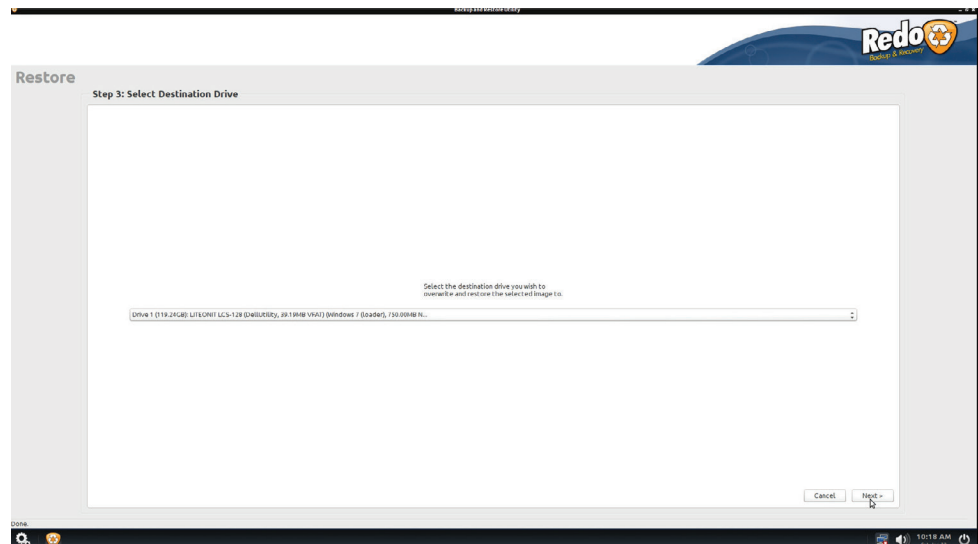 Backup and Restore Utility
Redo
Backup & Recovery
Restore
Step 3: Select Destination Drive
Select the destination drive you wish to
overwrite and restore the selected image to.
Drive 1 (119.24GB): LITEONIT LCS-128 (DellUtility, 39.19MB VFAT) (Windows 7 (loader), 750.00MB N...
Cancel Next »
Done.
10:18 AM